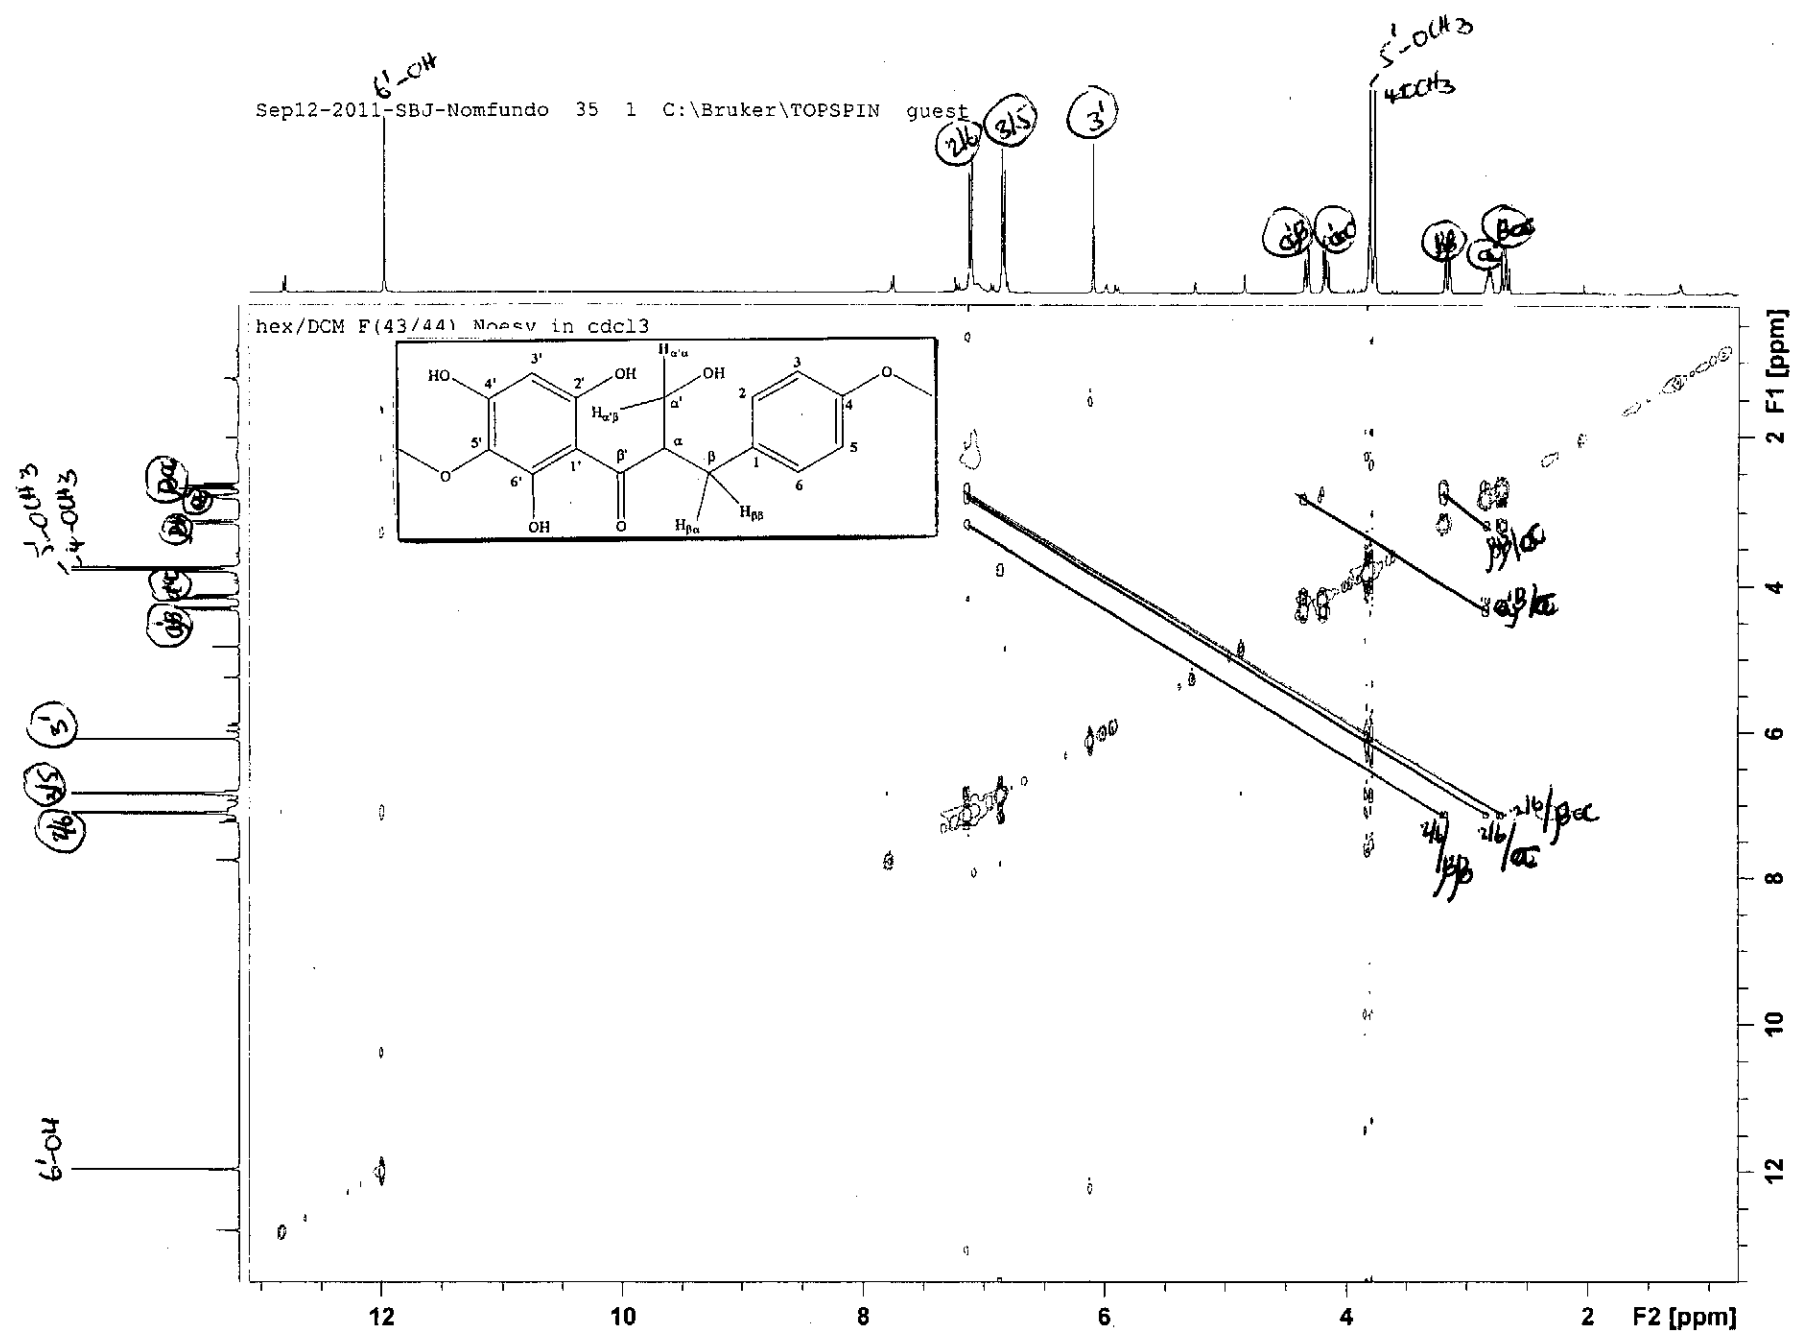 6'-OH
5'-OCH3
4-OCH3
Sep12-2011-SBJ-Nomfundo 35 1 C:\Bruker\TOPSPIN guest
2/6
3/5
3'
α'β
α'α
ββ
α
βα
hex/DCM F(43/44) Noesy in cdcl3
HO
4'
3'
2'
OH
Hα'α
OH
α'
Hα'β
3
2
O
4
5'
1'
β'
α
β
1
5
6
O
6'
OH
O
Hβα
Hββ
βα
α
ββ
5'-OCH3
4-OCH3
α'α
α'β
3'
3/5
2/6
6'-OH
ββ/α
α'β/α
2/6/ββ
2/6/α
2/6/βα
2
4
6
8
10
12
F1 [ppm]
12
10
8
6
4
2
F2 [ppm]